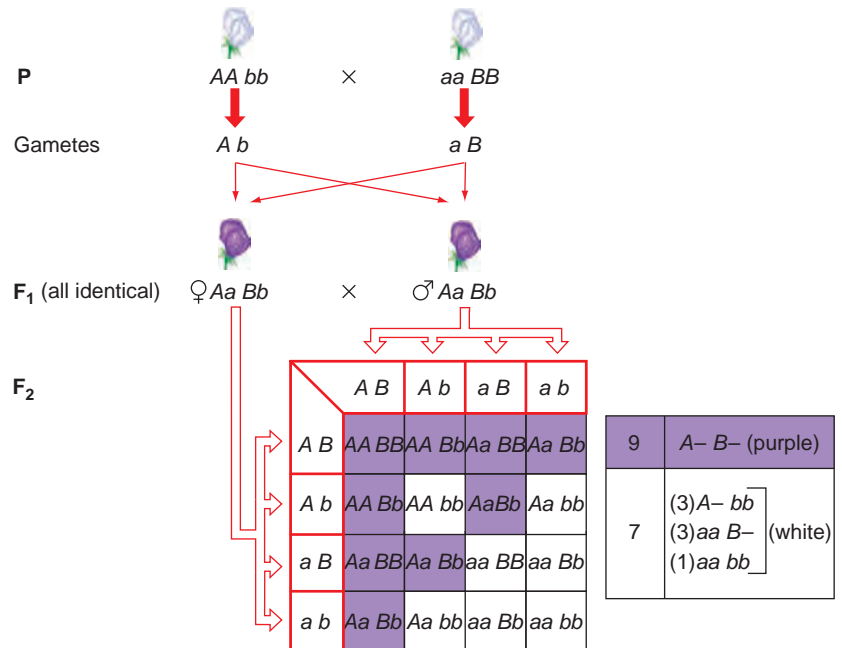 P AA bb × aa BB
Gametes A b a B
F1 (all identical) ♀ Aa Bb × ♂ Aa Bb
F2
A B A b a B a b
A B AA BB AA Bb Aa BB Aa Bb
A b AA Bb AA bb AaBb Aa bb
a B Aa BB Aa Bb aa BB aa Bb
a b Aa Bb Aa bb aa Bb aa bb
9 A– B– (purple)
7 (3)A– bb
(3)aa B– (white)
(1)aa bb